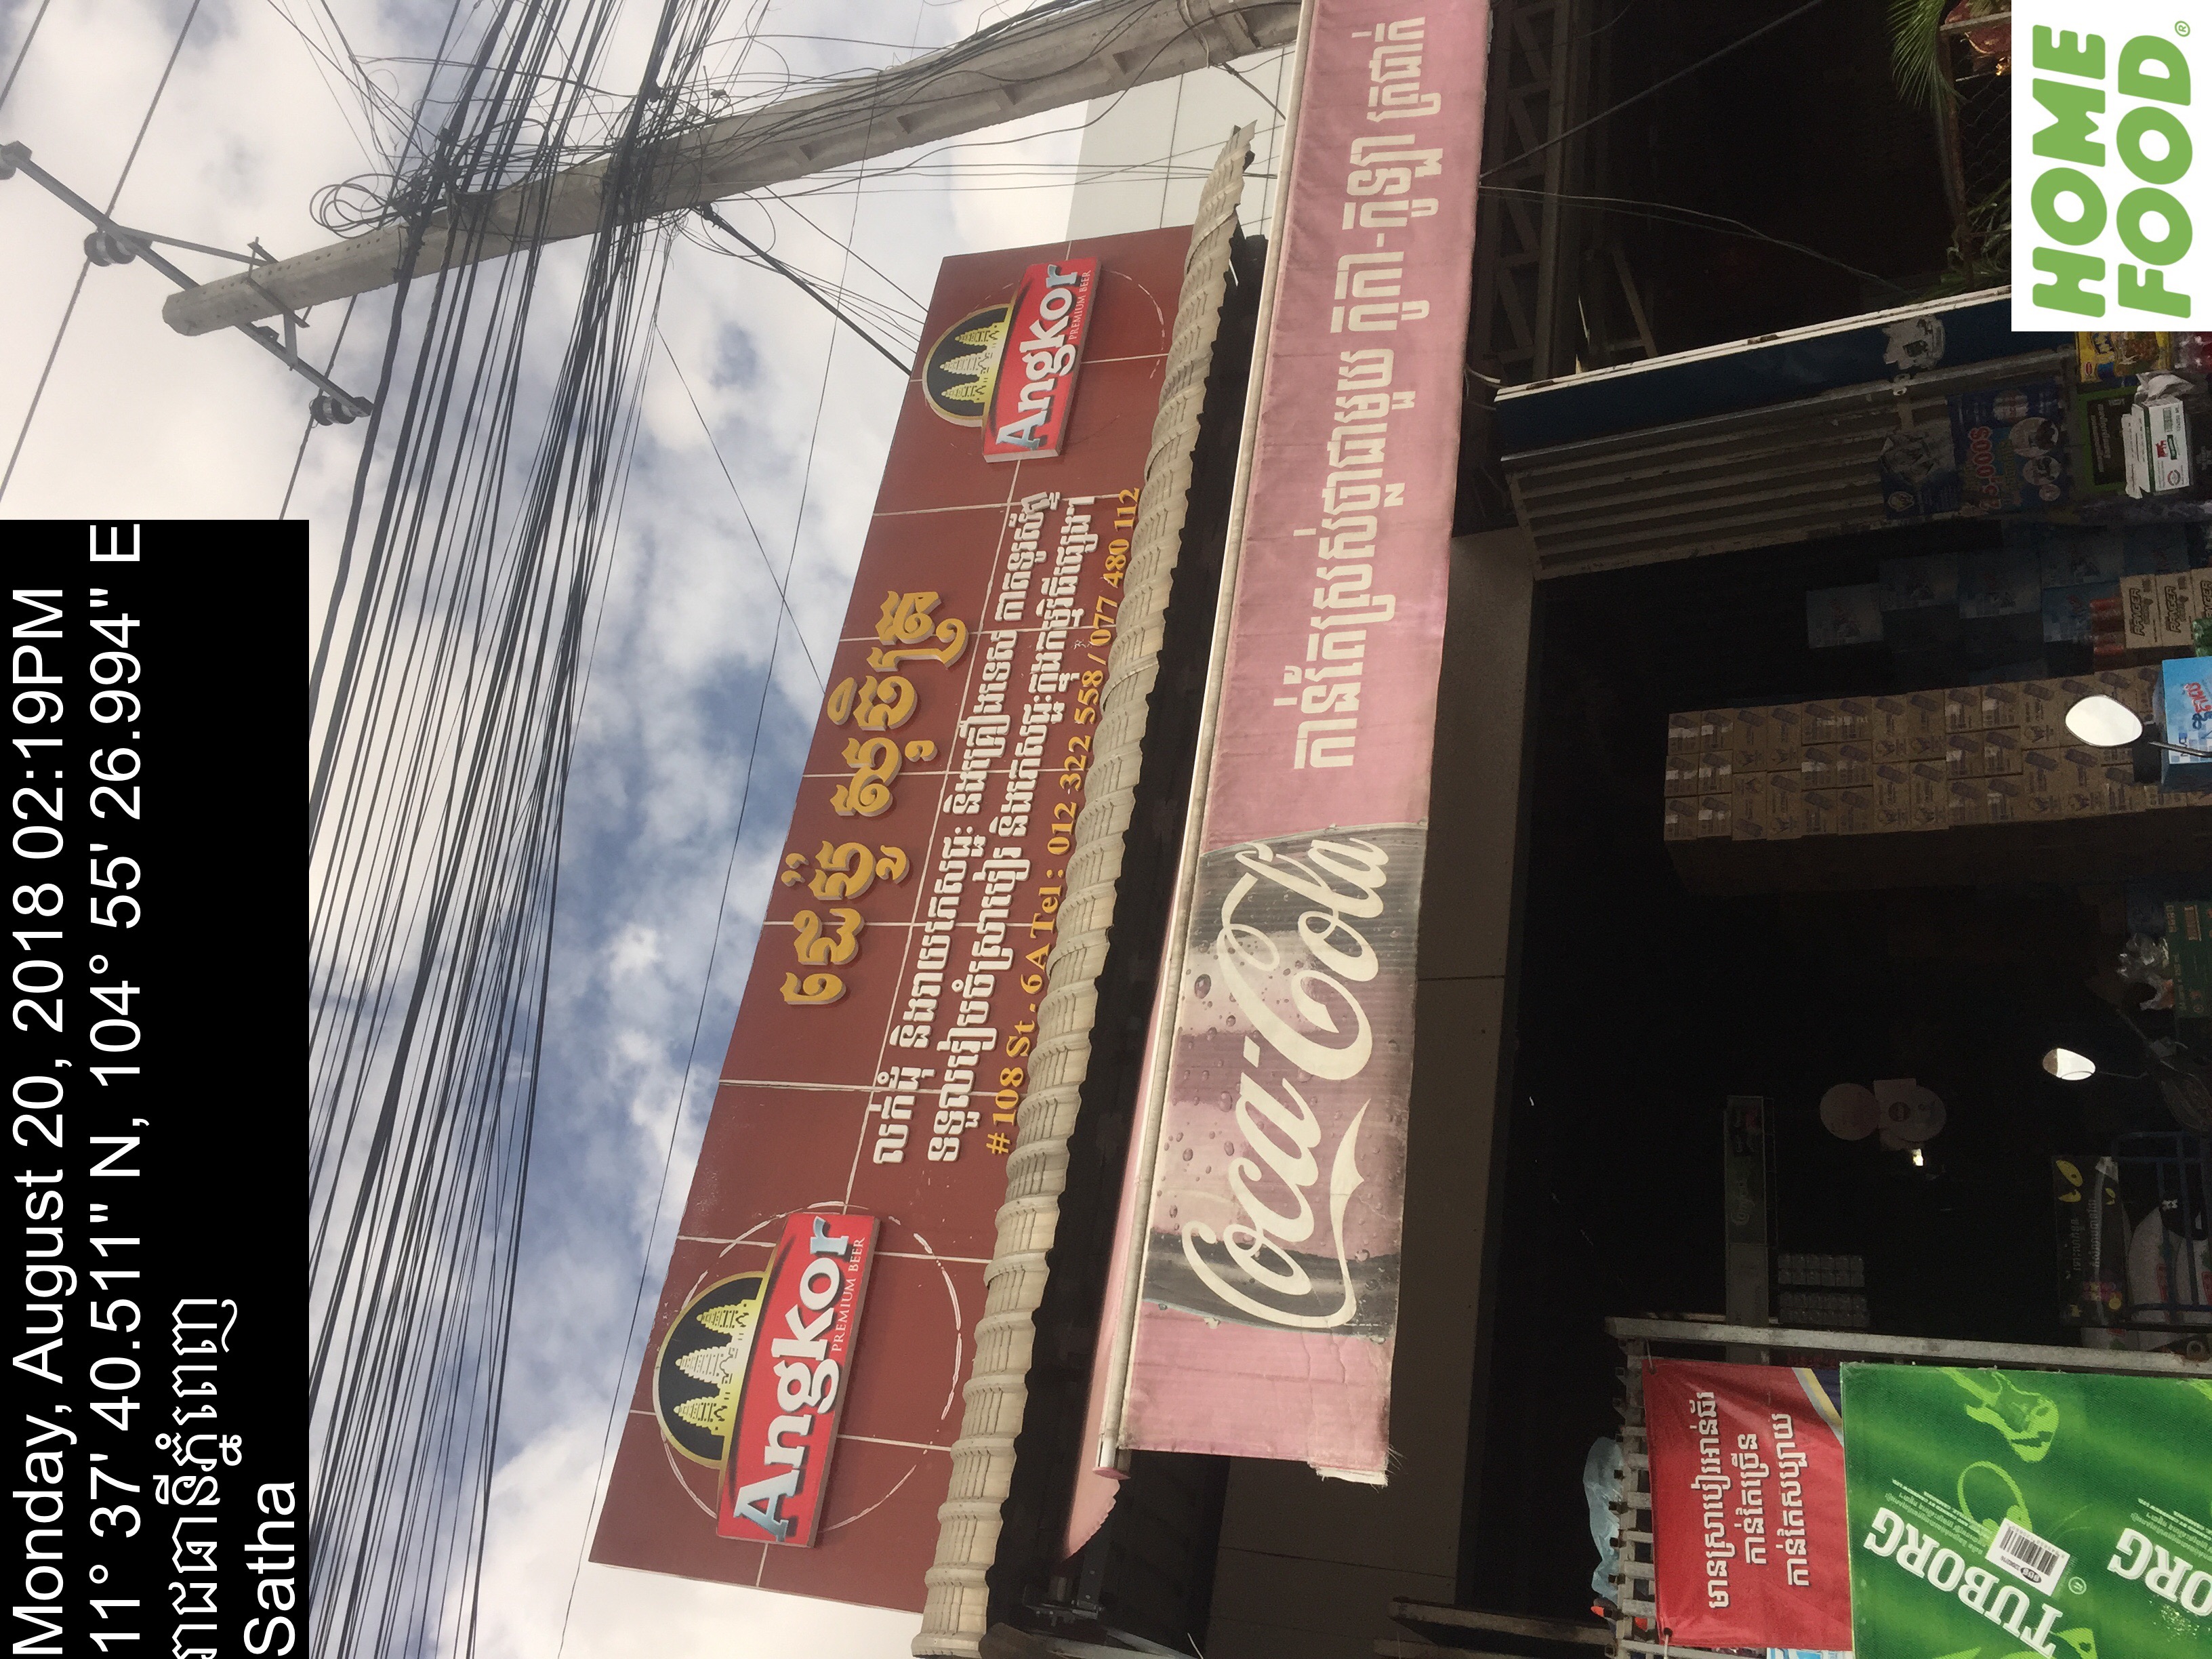 Monday, August 20, 2018 02:19PM
11° 37' 40.511" N, 104° 55' 26.994" E
រាជធានីភ្នំពេញ
Satha
Angkor
PREMIUM BEER
ដេប៉ូ សុចិត្រ
លក់ដុំ និងរាយភេសជ្ជៈ និងគ្រឿងទេស កាតទូរស័ព្ទ
ទទួលរៀបចំស្រាបៀរ និងភេសជ្ជៈក្នុងកម្មវិធីផ្សេងៗ
#108 St. 6A Tel : 012 322 558 / 077 480 112
Angkor
PREMIUM BEER
Coca-Cola
កាន់តែស្រស់ថ្លាជាមួយ កូកា-កូឡា ត្រជាក់
មានស្រាបៀរអាន់ឆ័រ
កាន់តែច្រើន
កាន់តែសប្បាយ
TUBORG
ORG
25,000$
RANGER
RANGER
HOME
FOOD®